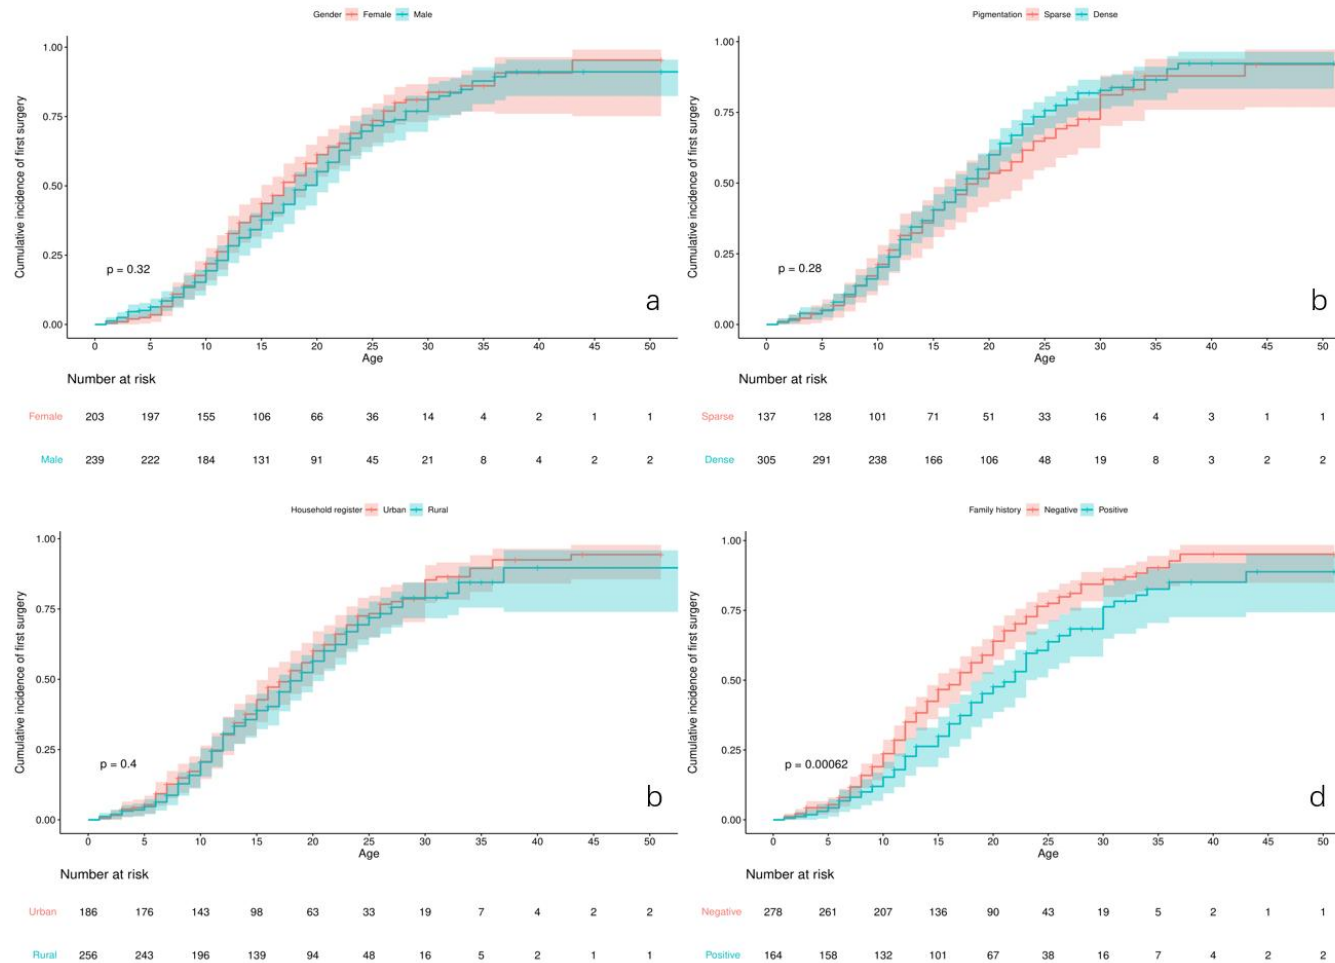 Gender Female Male
Cumulative incidence of first surgery
1.00
0.75
0.50
0.25
0.00
p = 0.32
a
0 5 10 15 20 25 30 35 40 45 50
Age
Number at risk
Female 203 197 155 106 66 36 14 4 2 1 1
Male 239 222 184 131 91 45 21 8 4 2 2
Pigmentation Sparse Dense
Cumulative incidence of first surgery
1.00
0.75
0.50
0.25
0.00
p = 0.28
b
0 5 10 15 20 25 30 35 40 45 50
Age
Number at risk
Sparse 137 128 101 71 51 33 16 4 3 1 1
Dense 305 291 238 166 106 48 19 8 3 2 2
Household register Urban Rural
Cumulative incidence of first surgery
1.00
0.75
0.50
0.25
0.00
p = 0.4
b
0 5 10 15 20 25 30 35 40 45 50
Age
Number at risk
Urban 186 176 143 98 63 33 19 7 4 2 2
Rural 256 243 196 139 94 48 16 5 2 1 1
Family history Negative Positive
Cumulative incidence of first surgery
1.00
0.75
0.50
0.25
0.00
p = 0.00062
d
0 5 10 15 20 25 30 35 40 45 50
Age
Number at risk
Negative 278 261 207 136 90 43 19 5 2 1 1
Positive 164 158 132 101 67 38 16 7 4 2 2